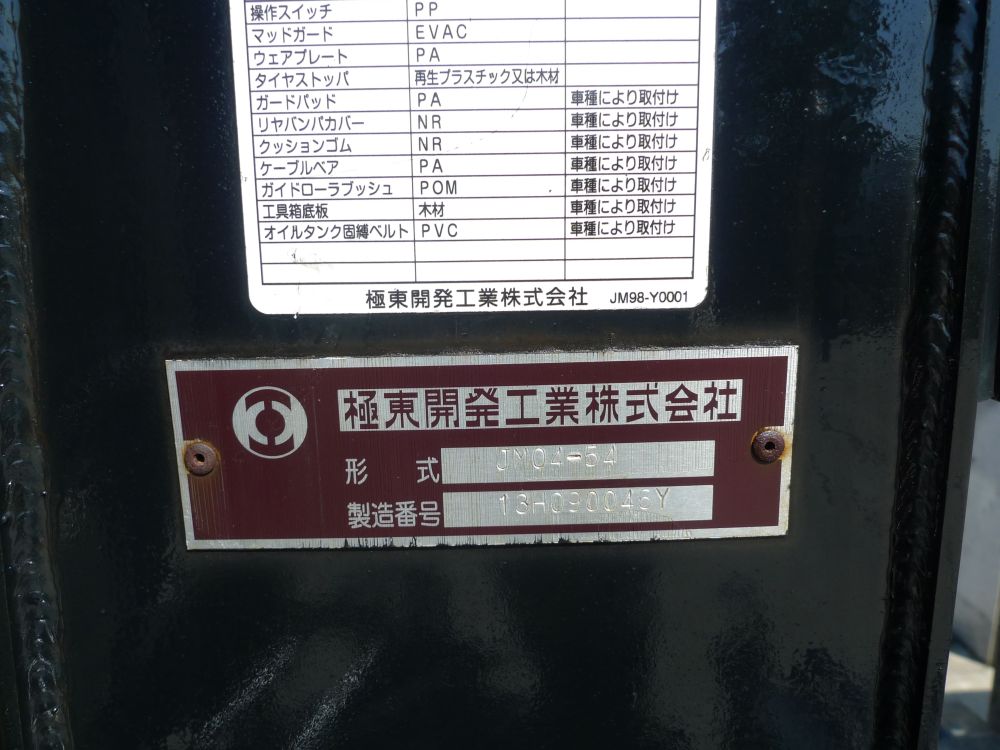 操作スイッチ PP
マッドガード EVAC
ウェアプレート PA
タイヤストッパ 再生プラスチック又は木材
ガードパッド PA 車種により取付け
リヤバンパカバー NR 車種により取付け
クッションゴム NR 車種により取付け
ケーブルベア PA 車種により取付け
ガイドローラブッシュ POM 車種により取付け
工具箱底板 木材 車種により取付け
オイルタンク固縛ベルト PVC 車種により取付け
極東開発工業株式会社 JM98-Y0001
極東開発工業株式会社
形式 JM04-54
製造番号